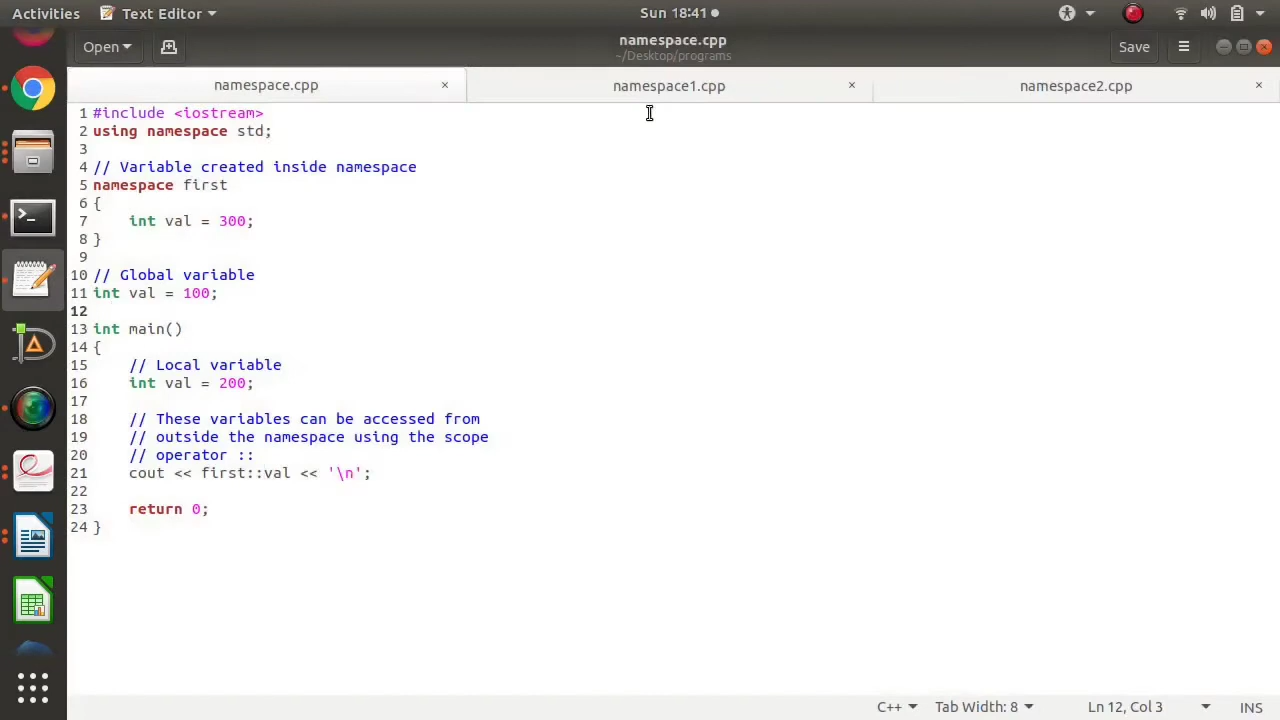 Activities Text Editor Sun 18:41
Open namespace.cpp Save
~/Desktop/programs
namespace.cpp × namespace1.cpp × namespace2.cpp ×
1 #include <iostream>
2 using namespace std;
3
4 // Variable created inside namespace
5 namespace first
6 {
7     int val = 300;
8 }
9
10 // Global variable
11 int val = 100;
12
13 int main()
14 {
15     // Local variable
16     int val = 200;
17
18     // These variables can be accessed from
19     // outside the namespace using the scope
20     // operator ::
21     cout << first::val << '\n';
22
23     return 0;
24 }
C++ Tab Width: 8 Ln 12, Col 3 INS